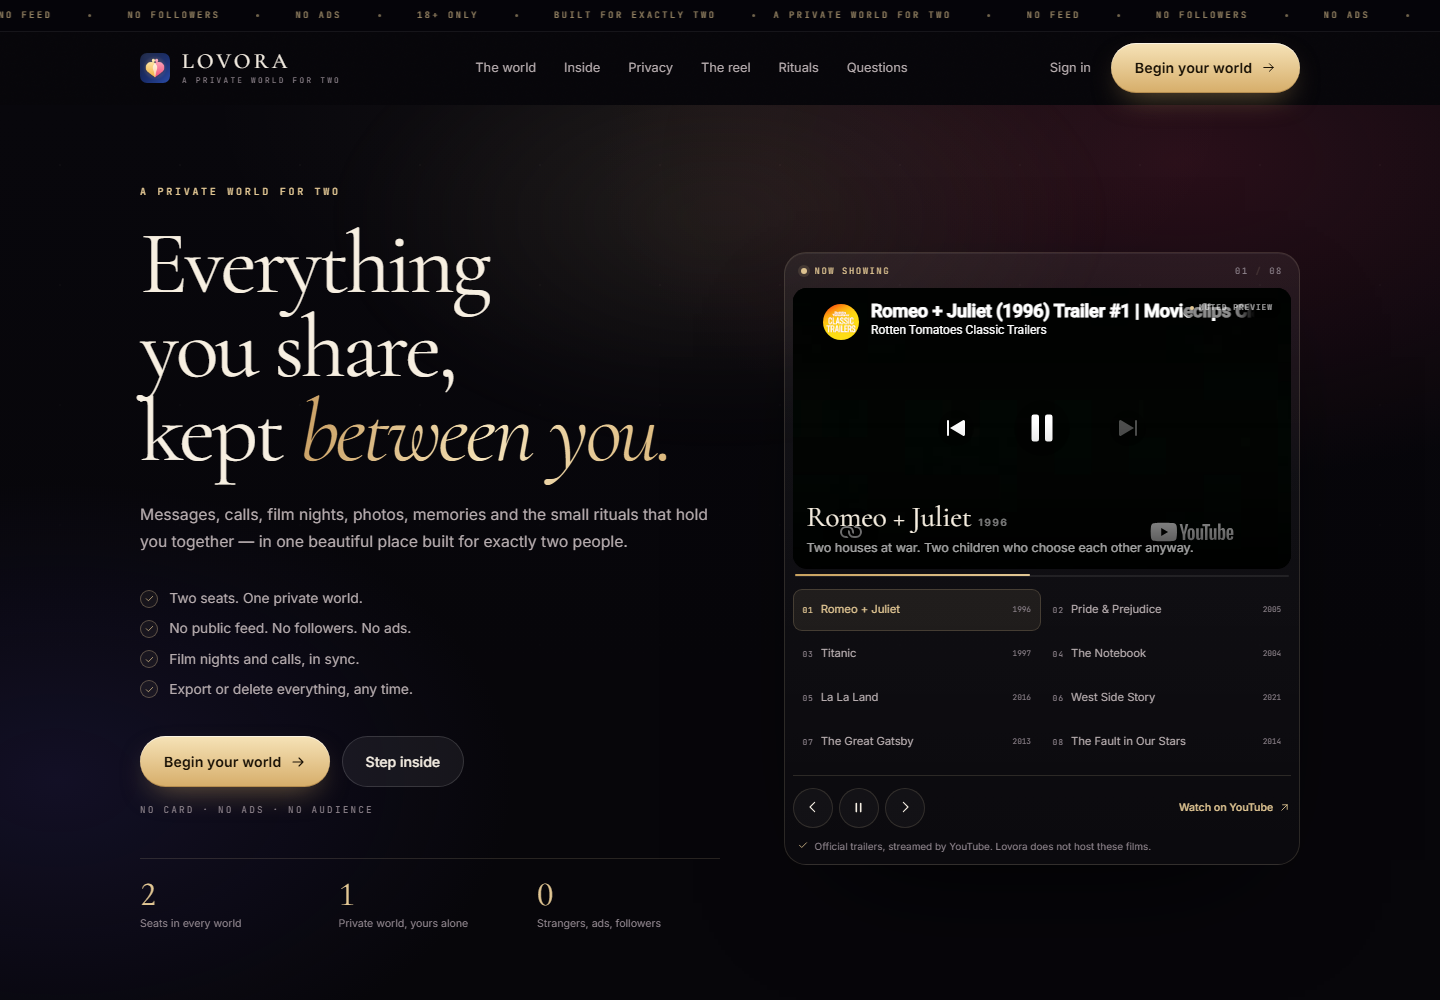 NO FEED • NO FOLLOWERS • NO ADS • 18+ ONLY • BUILT FOR EXACTLY TWO • A PRIVATE WORLD FOR TWO • NO FEED • NO FOLLOWERS • NO ADS •
LOVORA
A PRIVATE WORLD FOR TWO
The world Inside Privacy The reel Rituals Questions
Sign in Begin your world →
A PRIVATE WORLD FOR TWO
Everything
you share,
kept between you.
Messages, calls, film nights, photos, memories and the small rituals that hold
you together — in one beautiful place built for exactly two people.
Two seats. One private world.
No public feed. No followers. No ads.
Film nights and calls, in sync.
Export or delete everything, any time.
Begin your world →
Step inside
NO CARD · NO ADS · NO AUDIENCE
2
Seats in every world
1
Private world, yours alone
0
Strangers, ads, followers
NOW SHOWING
01 / 08
CLASSIC
TRAILERS
Romeo + Juliet (1996) Trailer #1 | Movieclips
PREVIEW
Rotten Tomatoes Classic Trailers
Romeo + Juliet 1996
YouTube
Two houses at war. Two children who choose each other anyway.
01 Romeo + Juliet 1996
02 Pride & Prejudice 2005
03 Titanic 1997
04 The Notebook 2004
05 La La Land 2016
06 West Side Story 2021
07 The Great Gatsby 2013
08 The Fault in Our Stars 2014
Watch on YouTube ↗
Official trailers, streamed by YouTube. Lovora does not host these films.